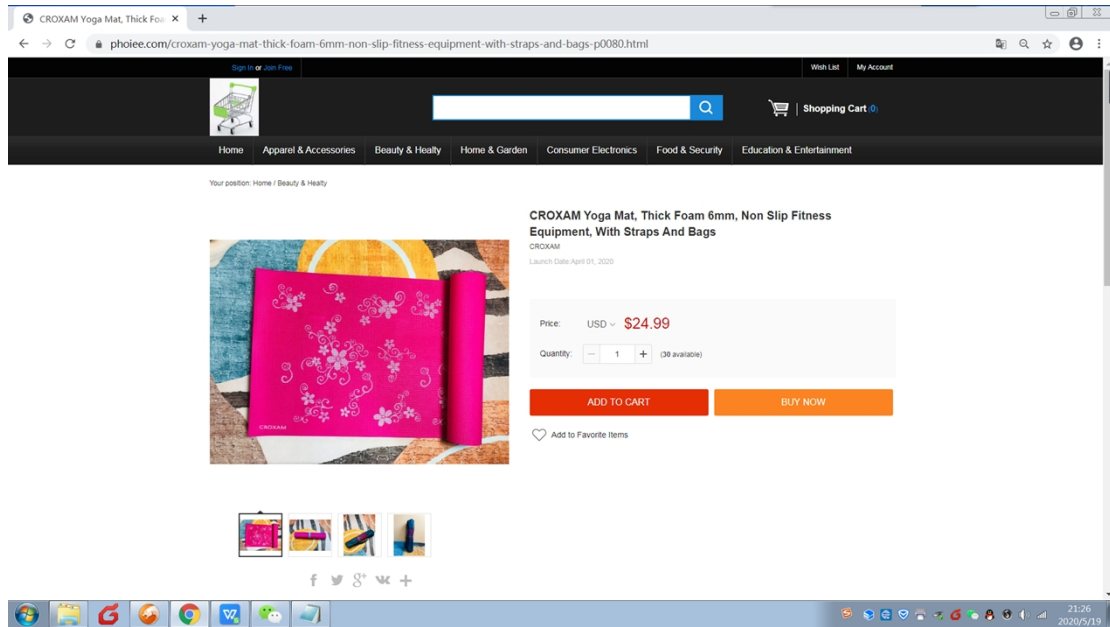 CROXAM Yoga Mat, Thick Foa
phoiee.com/croxam-yoga-mat-thick-foam-6mm-non-slip-fitness-equipment-with-straps-and-bags-p0080.html
Sign In or Join Free
Wish List
My Account
Shopping Cart (0)
Home
Apparel & Accessories
Beauty & Healty
Home & Garden
Consumer Electronics
Food & Security
Education & Entertainment
Your position: Home / Beauty & Healty
CROXAM Yoga Mat, Thick Foam 6mm, Non Slip Fitness
Equipment, With Straps And Bags
CROXAM
Launch Date:April 01, 2020
Price: USD $24.99
Quantity: 1 (30 available)
ADD TO CART
BUY NOW
Add to Favorite Items
CROXAM
21:26
2020/5/19